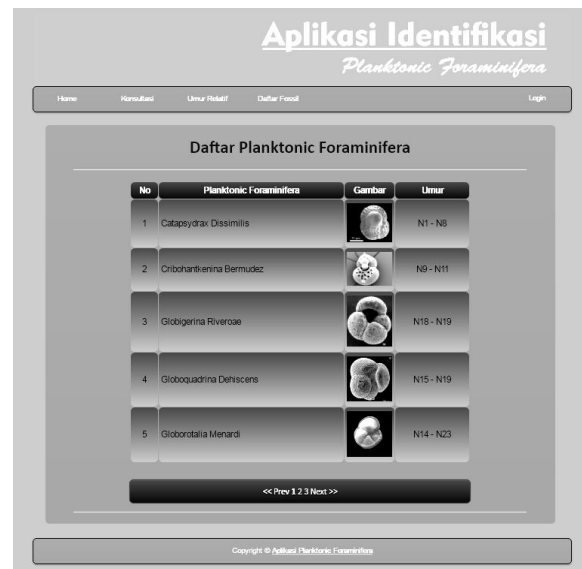 Aplikasi Identifikasi
Planktonic Foraminifera
Home Konsultasi Umur Relatif Daftar Fossil Login
Daftar Planktonic Foraminifera
No Planktonic Foraminifera Gambar Umur
1 Catapsydrax Dissimilis N1 - N8
2 Cribohantkenina Bermudez N9 - N11
3 Globigerina Riveroae N18 - N19
4 Globoquadrina Dehiscens N15 - N19
5 Globorotalia Menardi N14 - N23
<< Prev 1 2 3 Next >>
Copyright © Aplikasi Planktonic Foraminifera